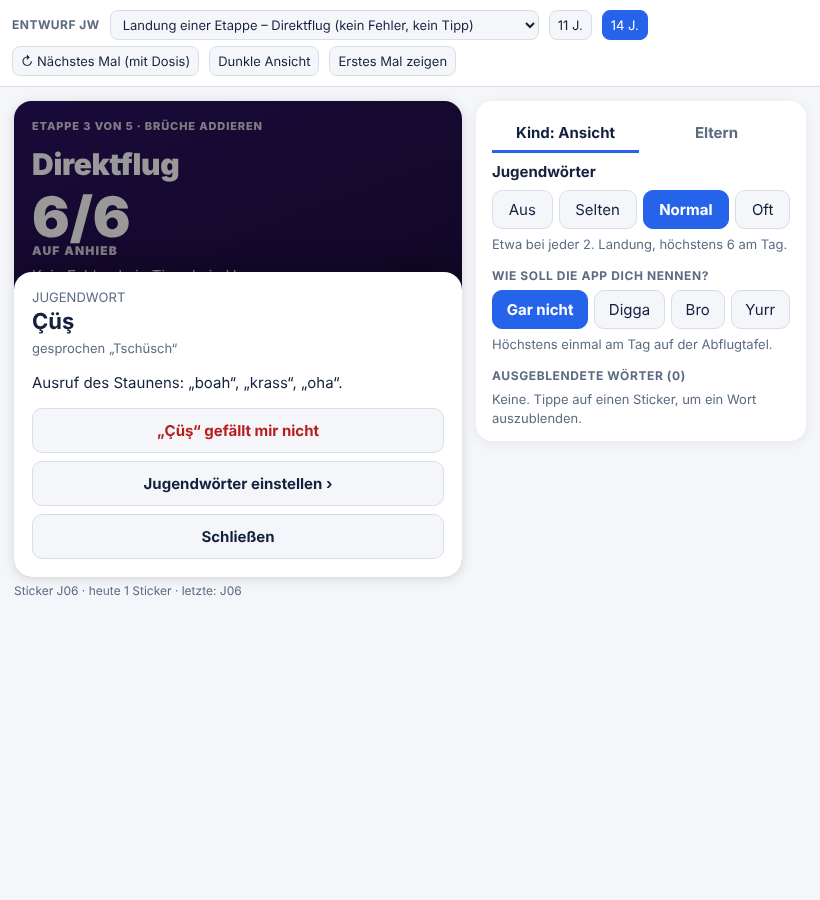 ENTWURF JW
Landung einer Etappe – Direktflug (kein Fehler, kein Tipp)
11 J.
14 J.
↻ Nächstes Mal (mit Dosis)
Dunkle Ansicht
Erstes Mal zeigen
ETAPPE 3 VON 5 · BRÜCHE ADDIEREN
Direktflug
6/6
AUF ANHIEB
JUGENDWORT
Çüş
gesprochen „Tschüsch“
Ausruf des Staunens: „boah“, „krass“, „oha“.
„Çüş“ gefällt mir nicht
Jugendwörter einstellen ›
Schließen
Sticker J06 · heute 1 Sticker · letzte: J06
Kind: Ansicht
Eltern
Jugendwörter
Aus
Selten
Normal
Oft
Etwa bei jeder 2. Landung, höchstens 6 am Tag.
WIE SOLL DIE APP DICH NENNEN?
Gar nicht
Digga
Bro
Yurr
Höchstens einmal am Tag auf der Abflugtafel.
AUSGEBLENDETE WÖRTER (0)
Keine. Tippe auf einen Sticker, um ein Wort
auszublenden.